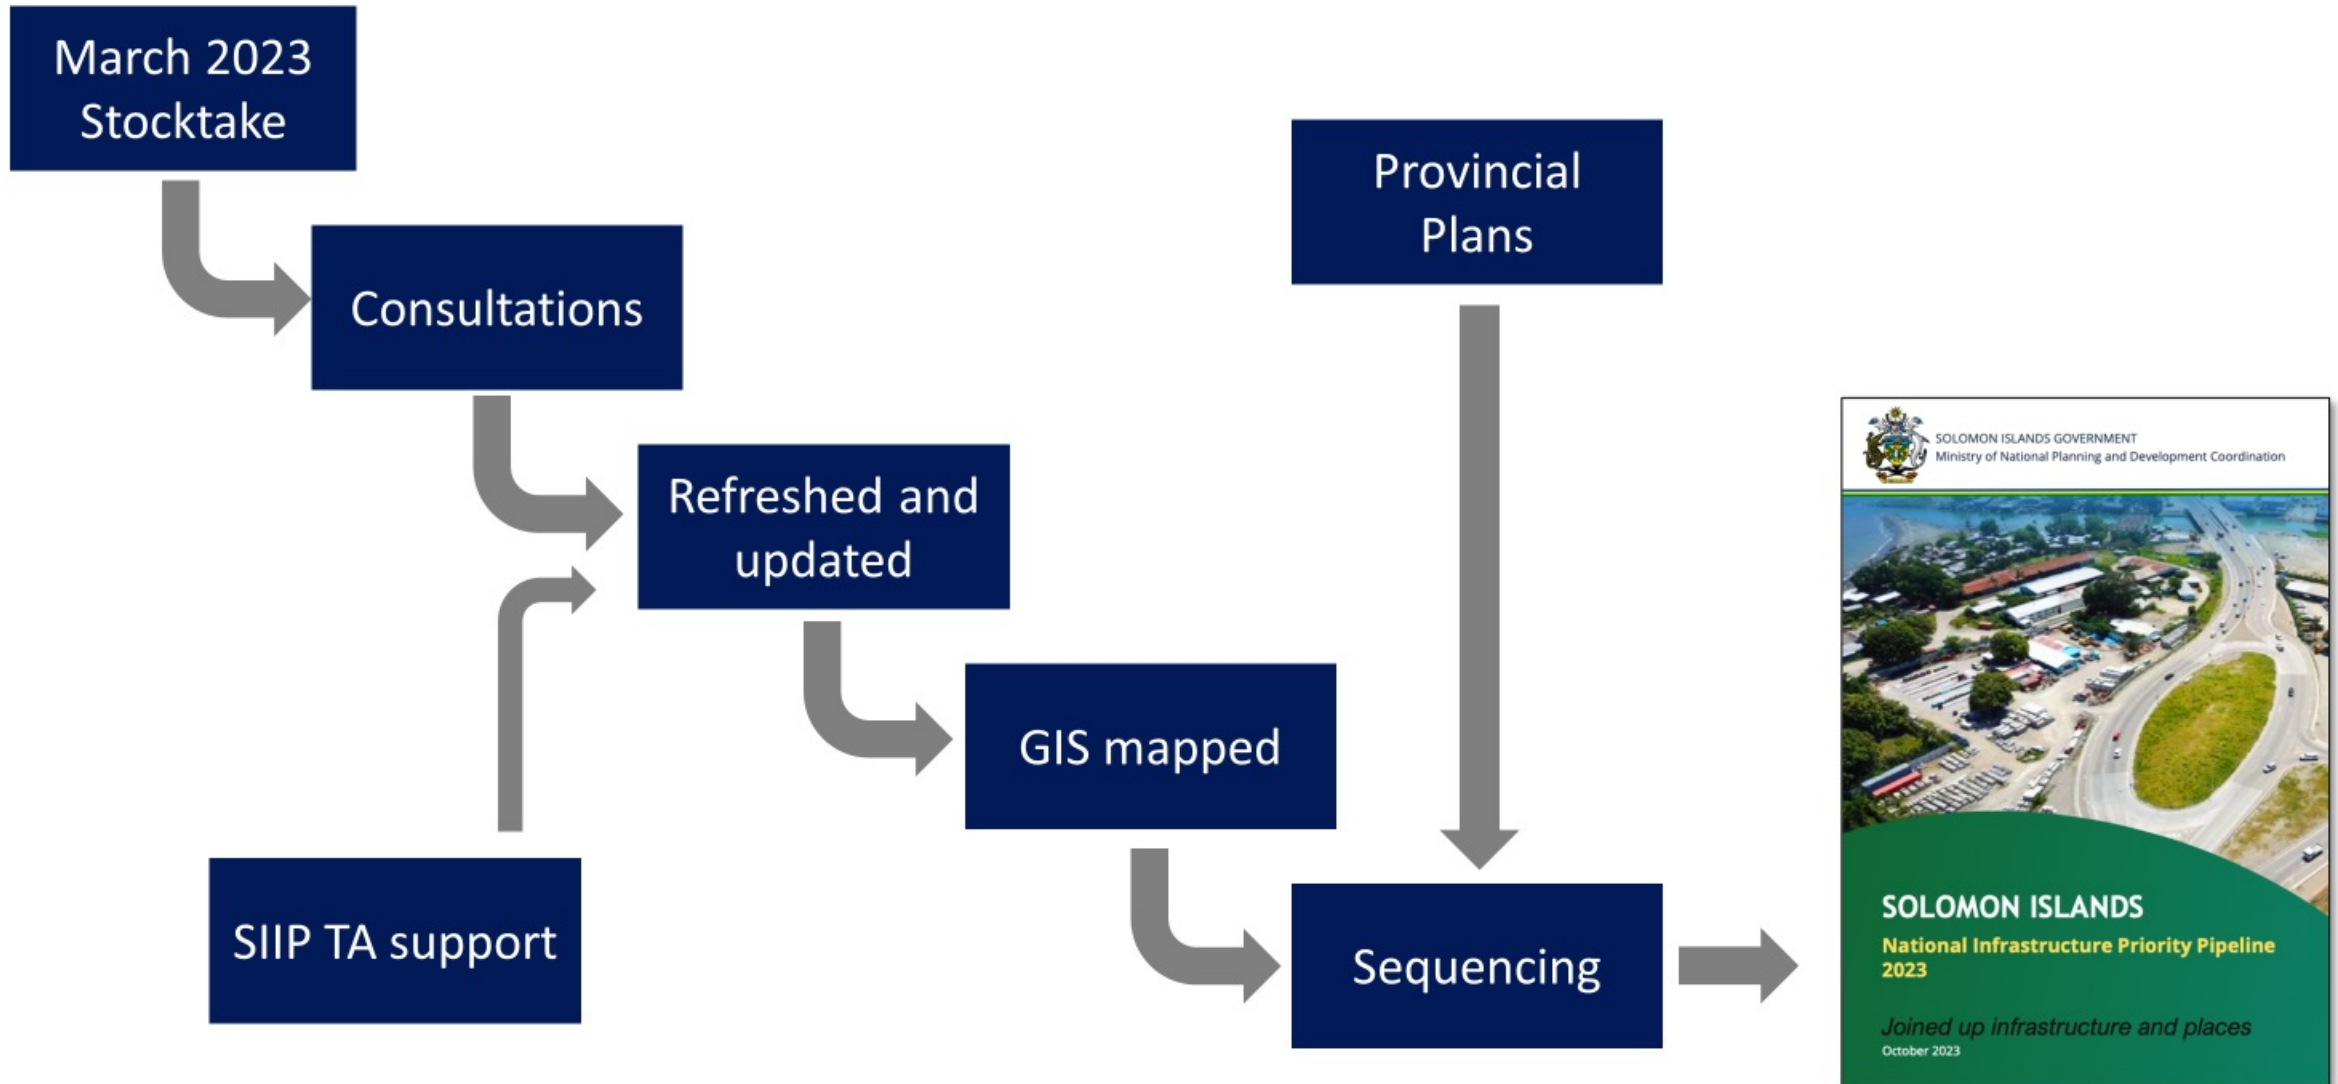 March 2023
Stocktake
Consultations
Provincial
Plans
Refreshed and
updated
GIS mapped
SIIP TA support
Sequencing
SOLOMON ISLANDS GOVERNMENT
Ministry of National Planning and Development Coordination
SOLOMON ISLANDS
National Infrastructure Priority Pipeline
2023
Joined up infrastructure and places
October 2023